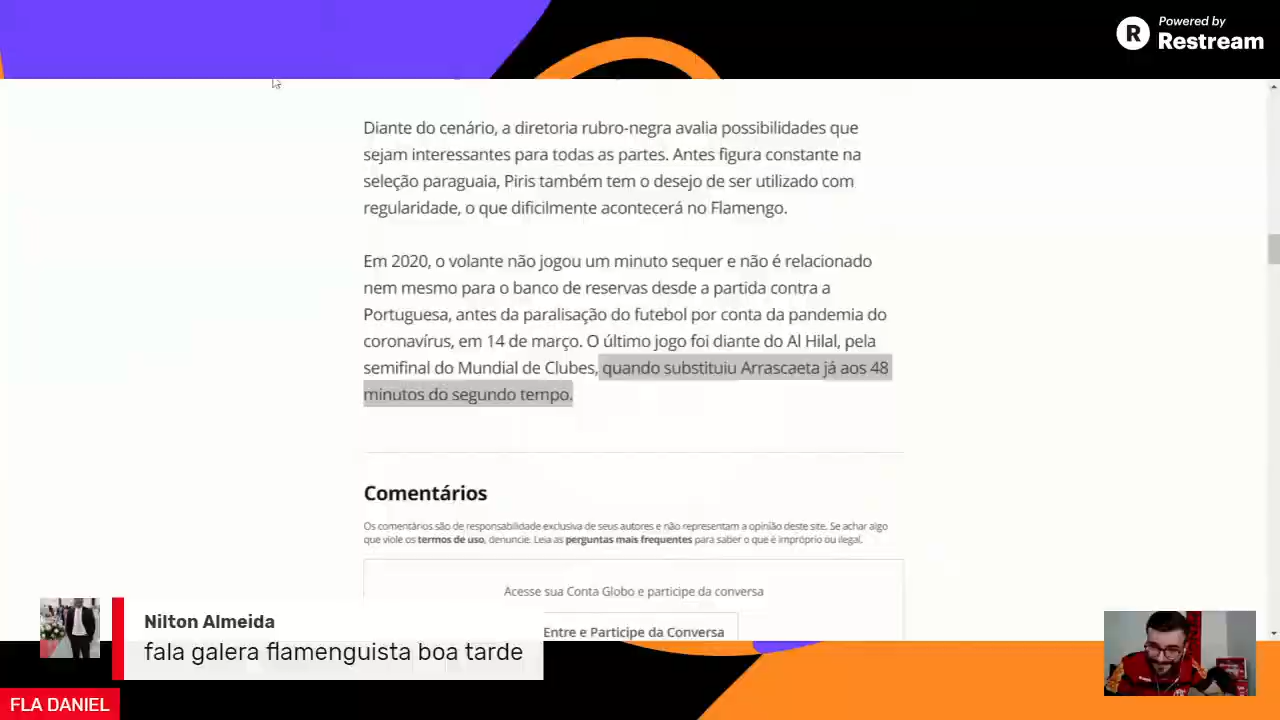 Powered by
R Restream
Diante do cenário, a diretoria rubro-negra avalia possibilidades que
sejam interessantes para todas as partes. Antes figura constante na
seleção paraguaia, Piris também tem o desejo de ser utilizado com
regularidade, o que dificilmente acontecerá no Flamengo.
Em 2020, o volante não jogou um minuto sequer e não é relacionado
nem mesmo para o banco de reservas desde a partida contra a
Portuguesa, antes da paralisação do futebol por conta da pandemia do
coronavírus, em 14 de março. O último jogo foi diante do Al Hilal, pela
semifinal do Mundial de Clubes, quando substituiu Arrascaeta já aos 48
minutos do segundo tempo.
Comentários
Os comentários são de responsabilidade exclusiva de seus autores e não representam a opinião deste site. Se achar algo
que viole os termos de uso, denuncie. Leia as perguntas mais frequentes para saber o que é impróprio ou ilegal.
Acesse sua Conta Globo e participe da conversa
Entre e Participe da Conversa
Nilton Almeida
fala galera flamenguista boa tarde
FLA DANIEL